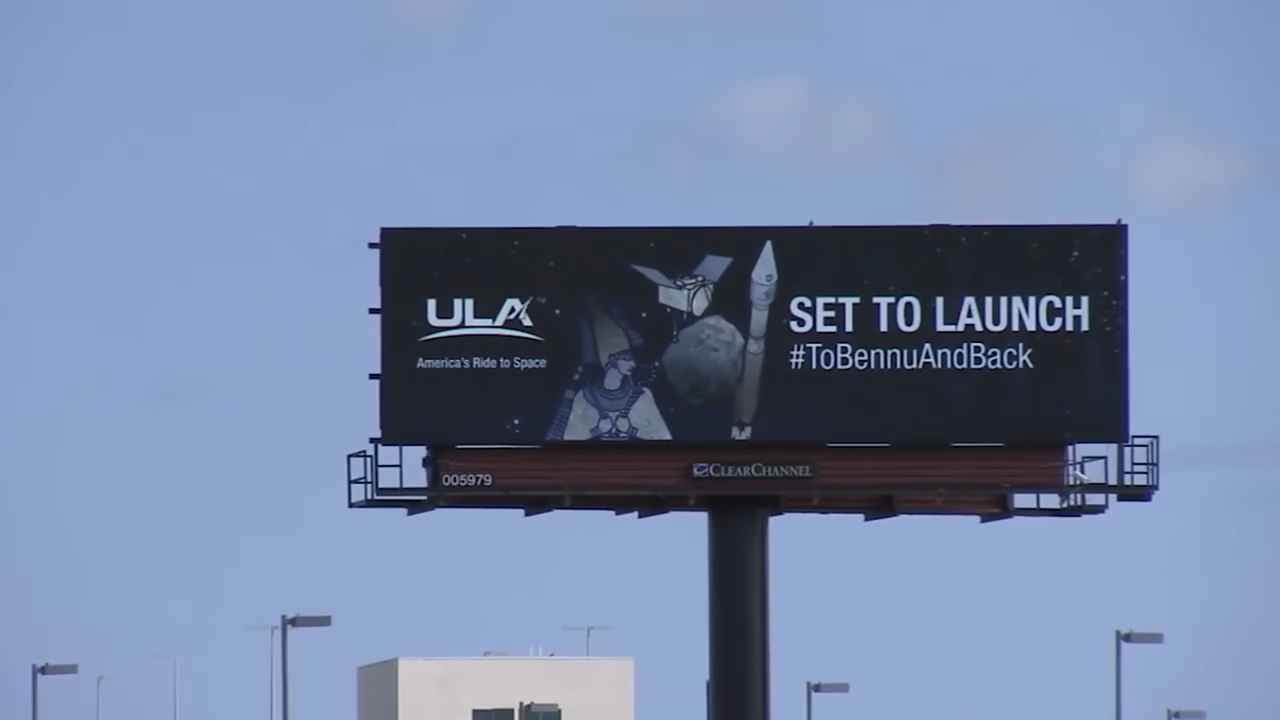 ULA
America's Ride to Space
SET TO LAUNCH
#ToBennuAndBack
005979
CLEARCHANNEL